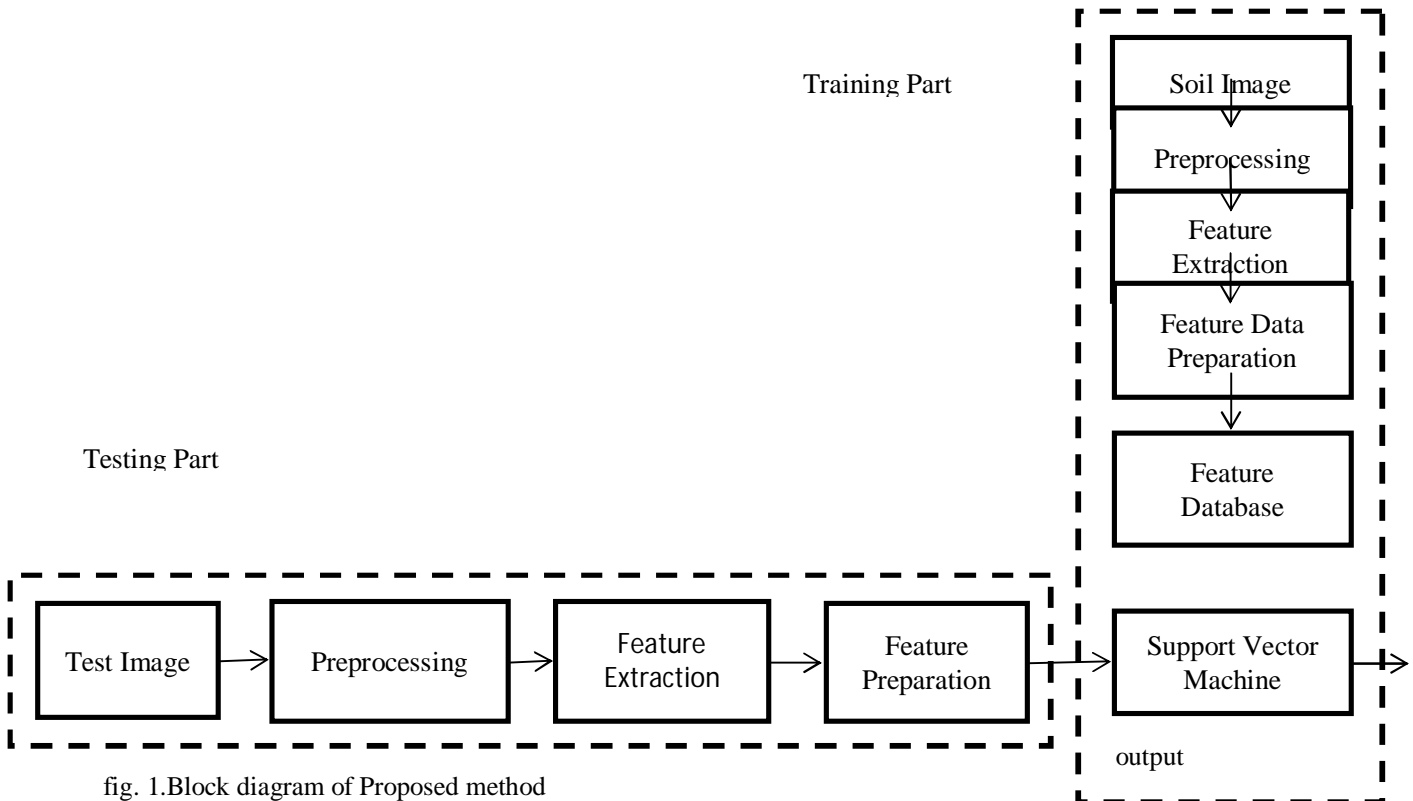 Training Part
Soil Image
Preprocessing
Feature
Extraction
Feature Data
Preparation
Feature
Database
Testing Part
Test Image
Preprocessing
Feature
Extraction
Feature
Preparation
Support Vector
Machine
output
fig. 1.Block diagram of Proposed method